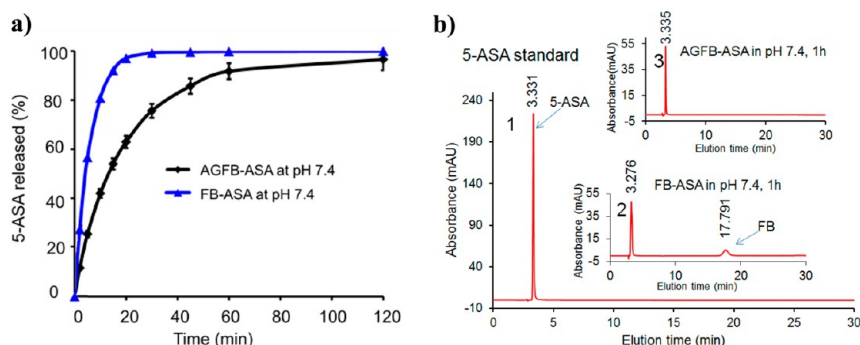 a)
100
80
60
40
20
0
5-ASA released (%)
AGFB-ASA at pH 7.4
FB-ASA at pH 7.4
0
20
40
60
80
100
120
Time (min)
b)
5-ASA standard
240
190
140
90
40
-10
Absorbance (mAU)
1
3.331
5-ASA
0
5
10
15
20
25
30
Elution time (min)
AGFB-ASA in pH 7.4, 1h
55
35
15
-5
Absorbance(mAU)
3
3.335
0
10
20
30
Elution time (min)
FB-ASA in pH 7.4, 1h
55
35
15
-5
Absorbance(mAU)
2
3.276
17.791
FB
0
10
20
30
Elution time (min)